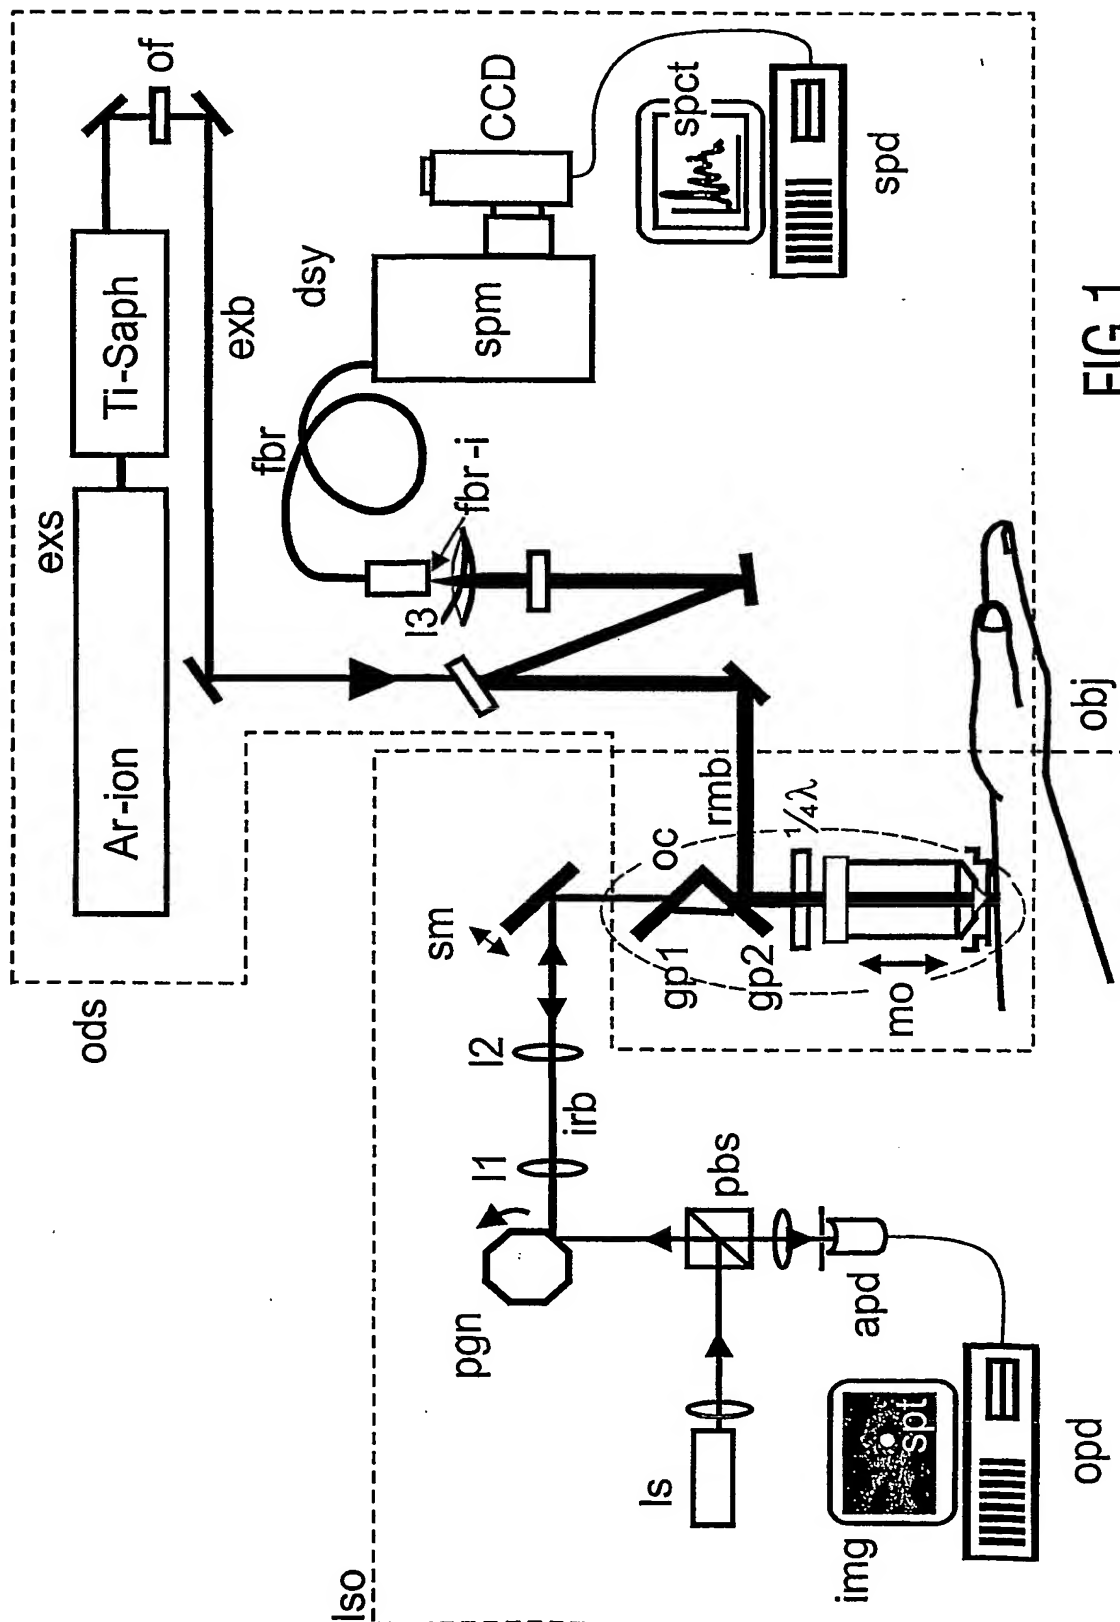 ods
exs
Ar-ion
Ti-Saph
of
exb
fbr
dsy
CCD
spm
fbr-i
l3
spct
spd
lso
pgn
l1
l2
sm
irb
gp1
oc
rmb
gp2
¼λ
mo
ls
pbs
apd
img
spt
opd
obj
FIG.1